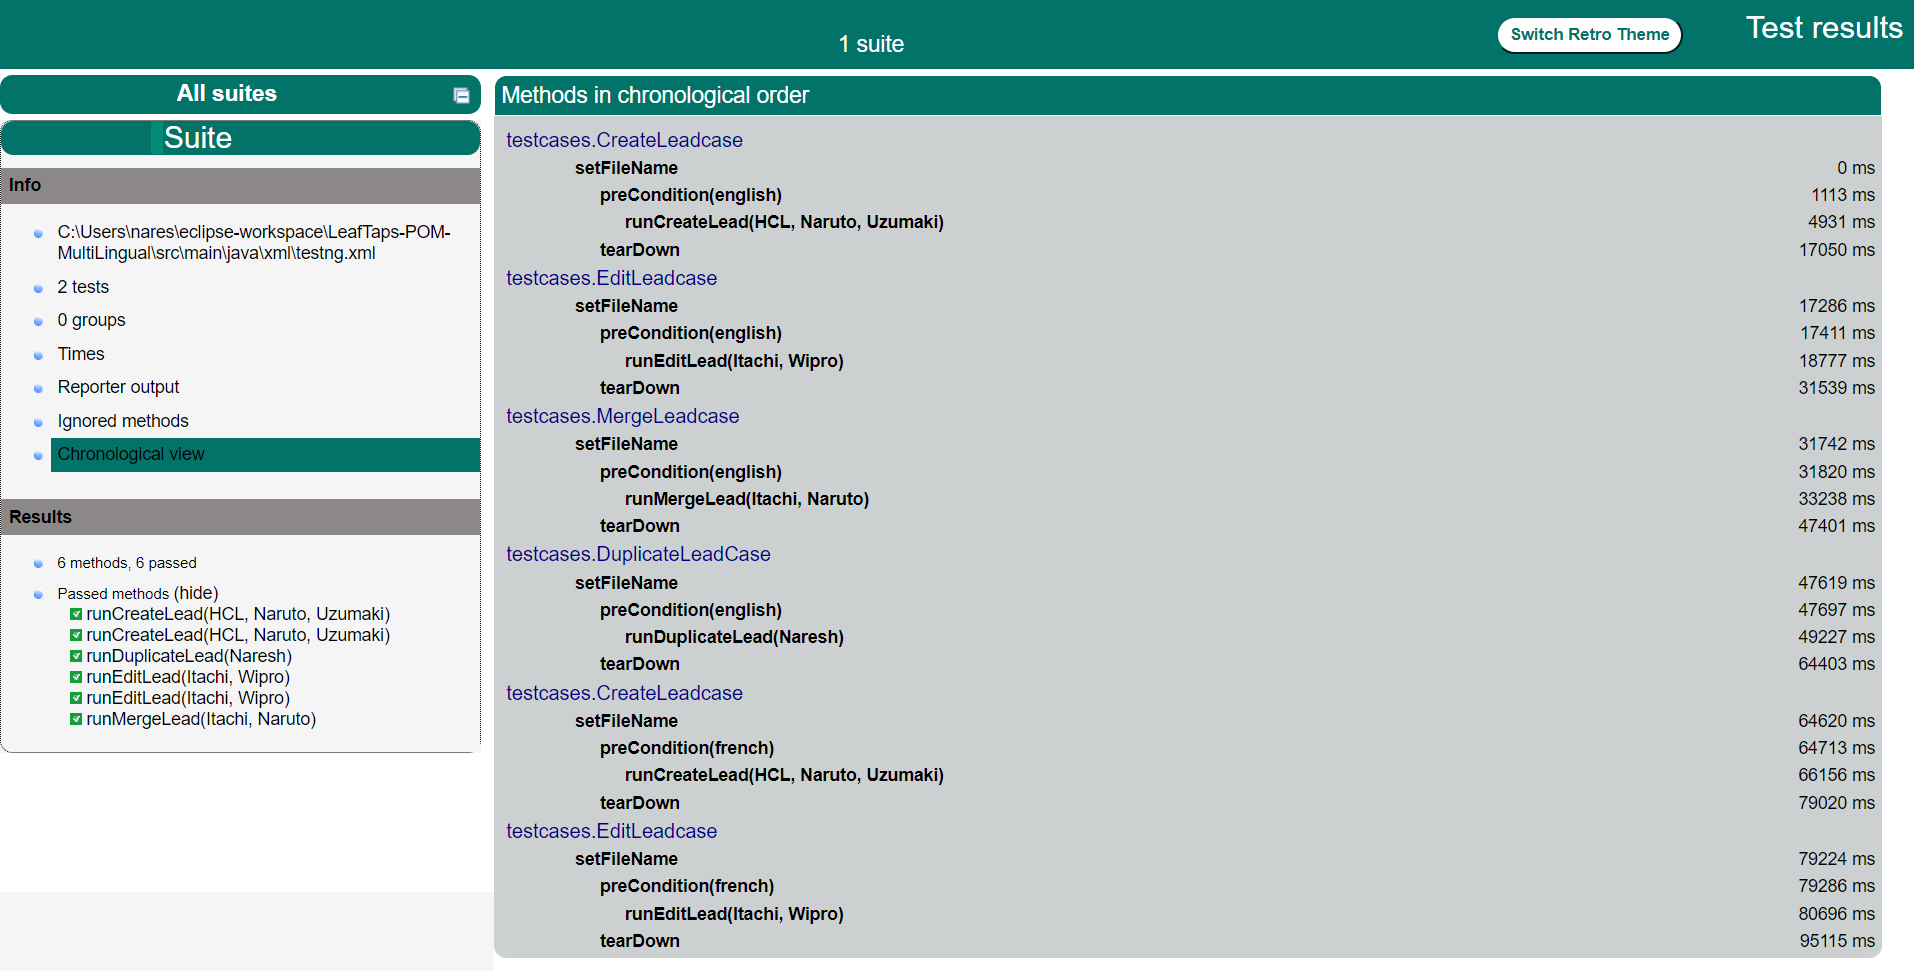 1 suite
Switch Retro Theme
Test results
All suites
Suite
Info
C:\Users\nares\eclipse-workspace\LeafTaps-POM-
MultiLingual\src\main\java\xml\testng.xml
2 tests
0 groups
Times
Reporter output
Ignored methods
Chronological view
Results
6 methods, 6 passed
Passed methods (hide)
runCreateLead(HCL, Naruto, Uzumaki)
runCreateLead(HCL, Naruto, Uzumaki)
runDuplicateLead(Naresh)
runEditLead(Itachi, Wipro)
runEditLead(Itachi, Wipro)
runMergeLead(Itachi, Naruto)
Methods in chronological order
testcases.CreateLeadcase
setFileName 0 ms
preCondition(english) 1113 ms
runCreateLead(HCL, Naruto, Uzumaki) 4931 ms
tearDown 17050 ms
testcases.EditLeadcase
setFileName 17286 ms
preCondition(english) 17411 ms
runEditLead(Itachi, Wipro) 18777 ms
tearDown 31539 ms
testcases.MergeLeadcase
setFileName 31742 ms
preCondition(english) 31820 ms
runMergeLead(Itachi, Naruto) 33238 ms
tearDown 47401 ms
testcases.DuplicateLeadCase
setFileName 47619 ms
preCondition(english) 47697 ms
runDuplicateLead(Naresh) 49227 ms
tearDown 64403 ms
testcases.CreateLeadcase
setFileName 64620 ms
preCondition(french) 64713 ms
runCreateLead(HCL, Naruto, Uzumaki) 66156 ms
tearDown 79020 ms
testcases.EditLeadcase
setFileName 79224 ms
preCondition(french) 79286 ms
runEditLead(Itachi, Wipro) 80696 ms
tearDown 95115 ms